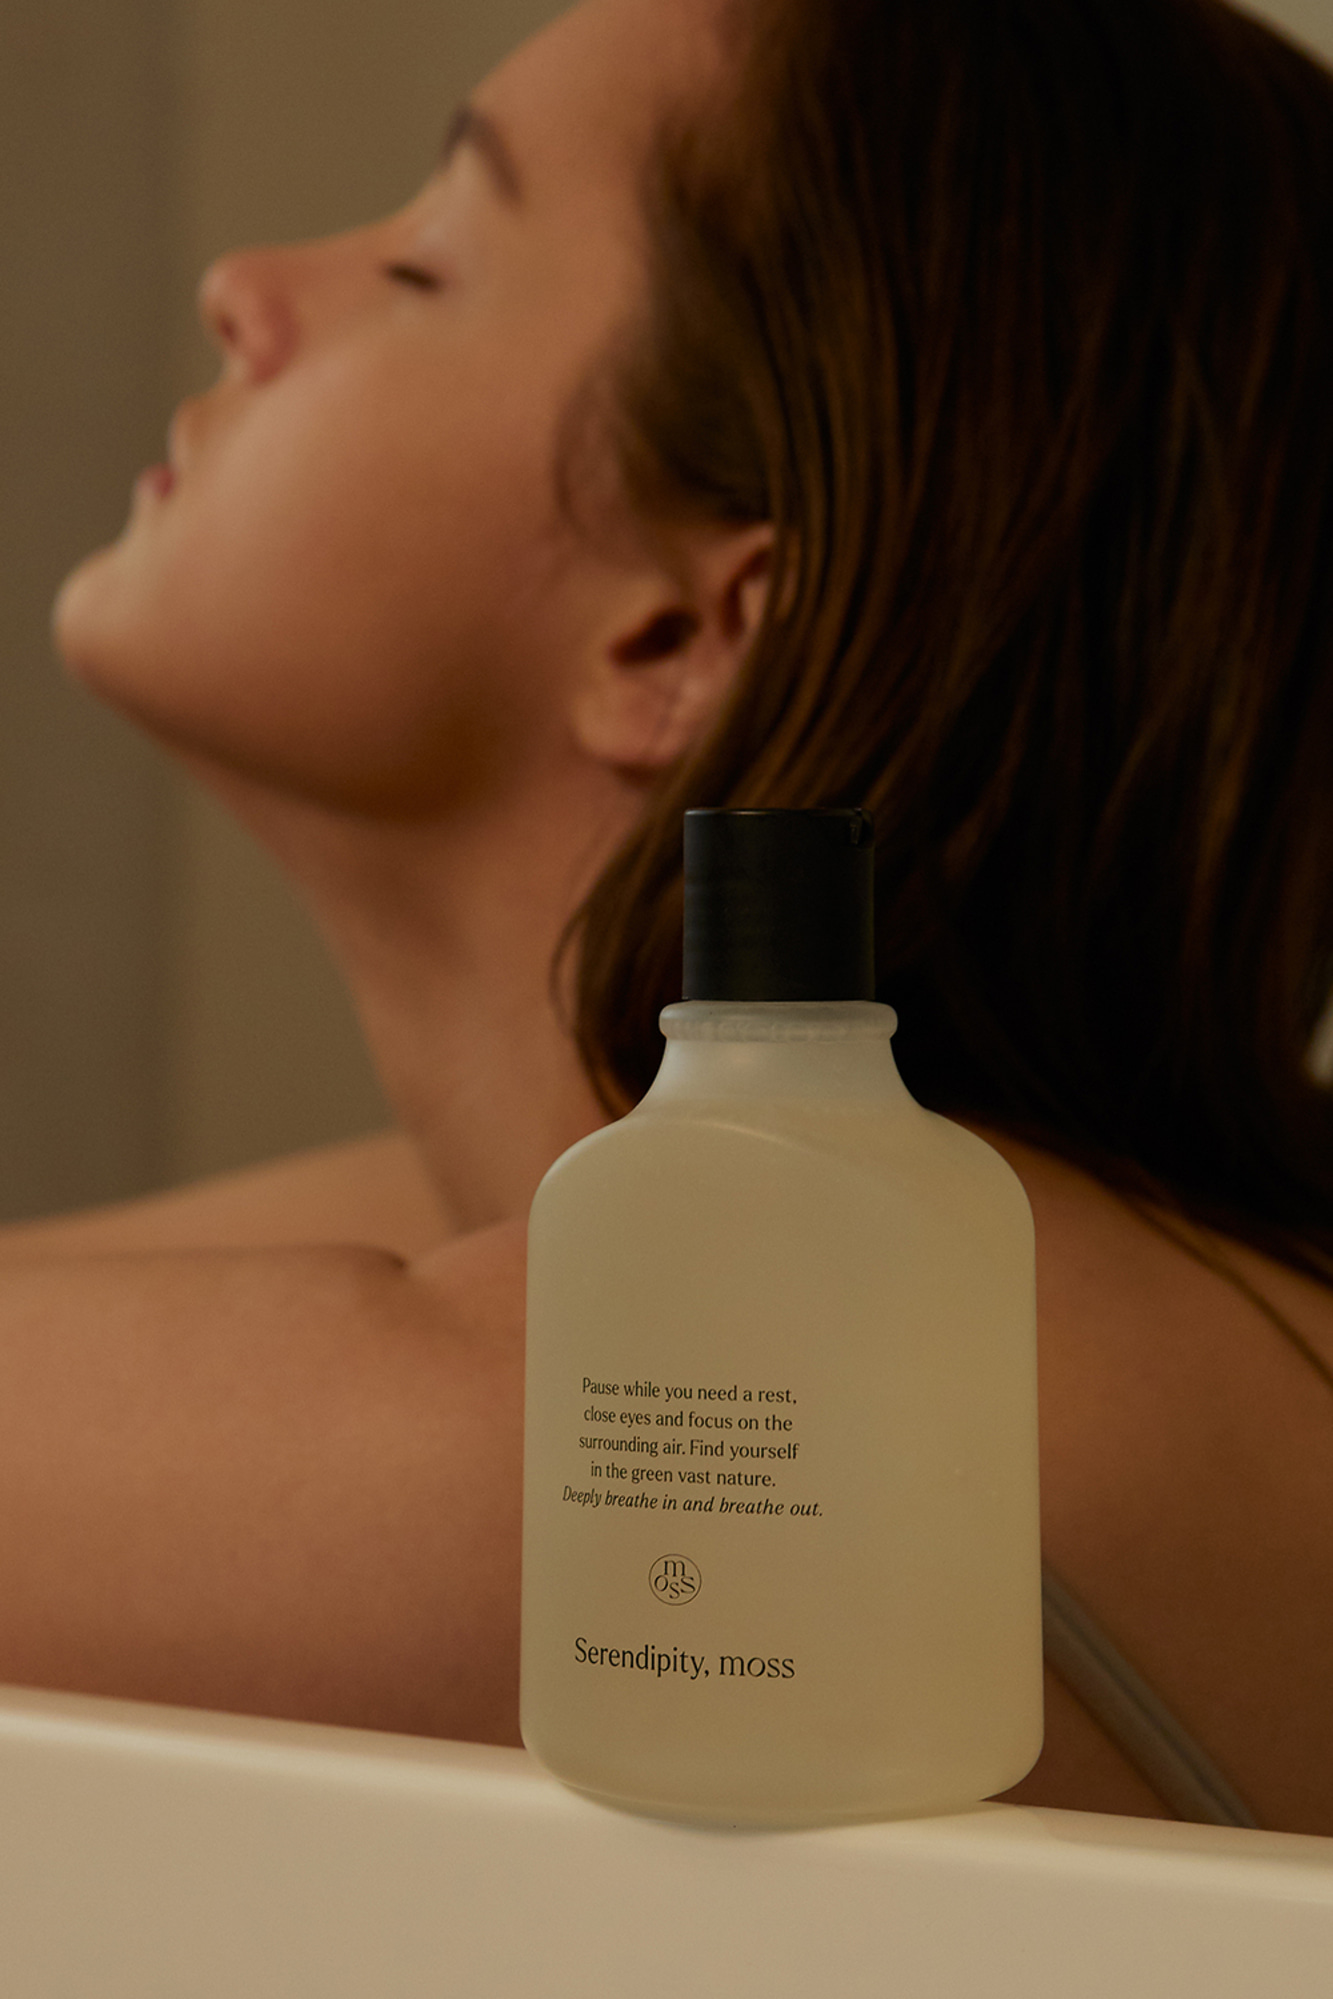 Pause while you need a rest,
close eyes and focus on the
surrounding air. Find yourself
in the green vast nature.
Deeply breathe in and breathe out.
moss
Serendipity, moss